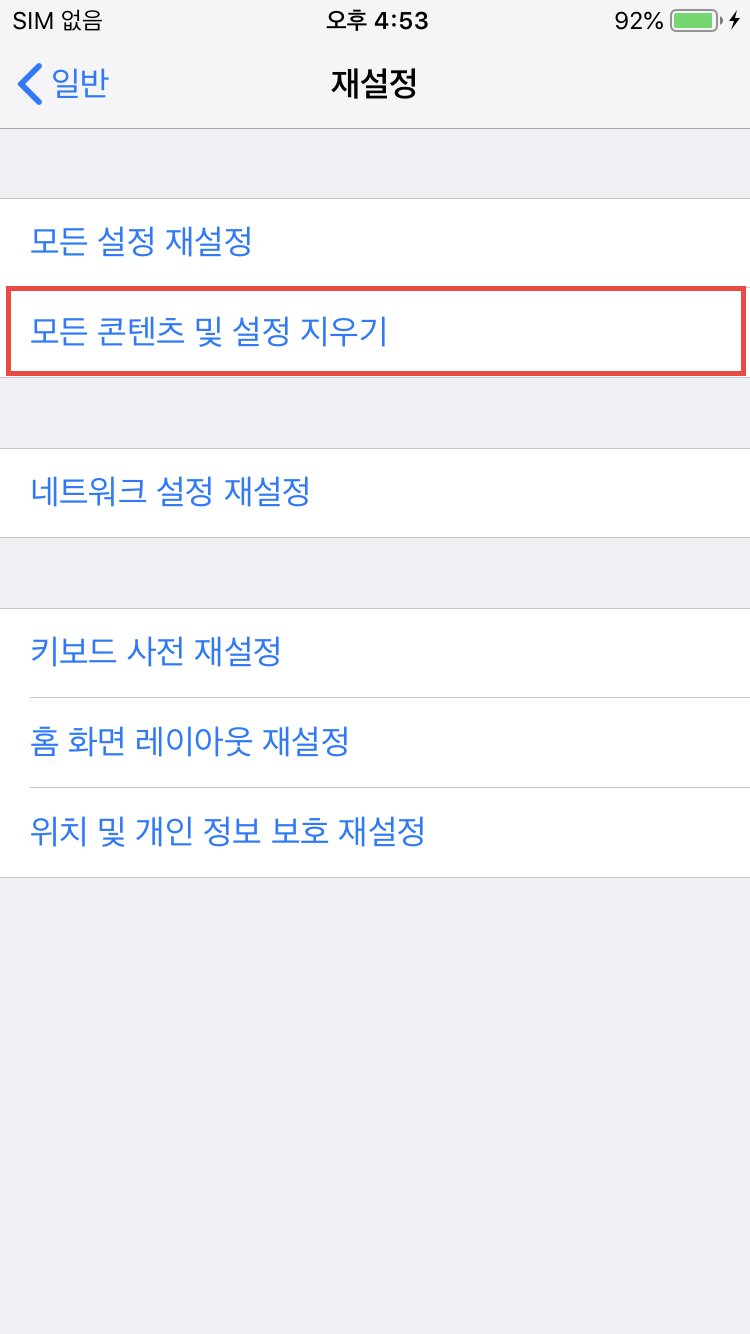 SIM 없음 오후 4:53 92%
일반 재설정
모든 설정 재설정
모든 콘텐츠 및 설정 지우기
네트워크 설정 재설정
키보드 사전 재설정
홈 화면 레이아웃 재설정
위치 및 개인 정보 보호 재설정